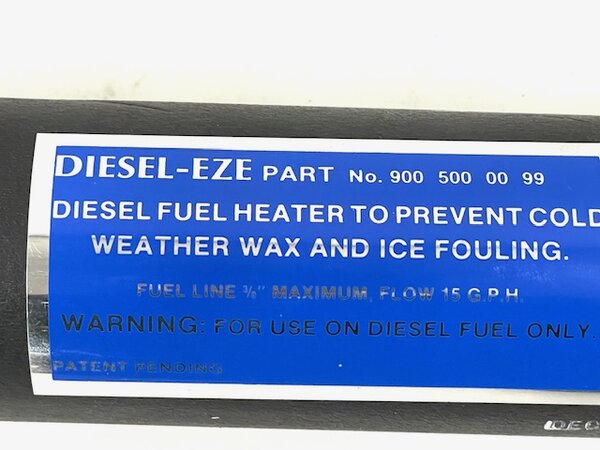 DIESEL-EZE PART No. 900 500 00 99
DIESEL FUEL HEATER TO PREVENT COLD
WEATHER WAX AND ICE FOULING.
FUEL LINE ⅜" MAXIMUM, FLOW 15 G.P.H.
WARNING: FOR USE ON DIESEL FUEL ONLY.
PATENT PENDING